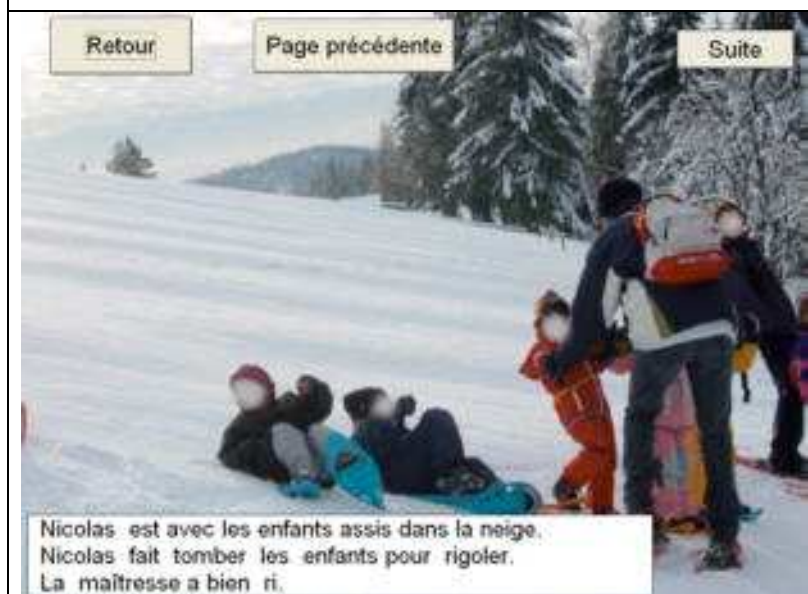 Retour
Page précédente
Suite
Nicolas est avec les enfants assis dans la neige.
Nicolas fait tomber les enfants pour rigoler.
La maîtresse a bien ri.